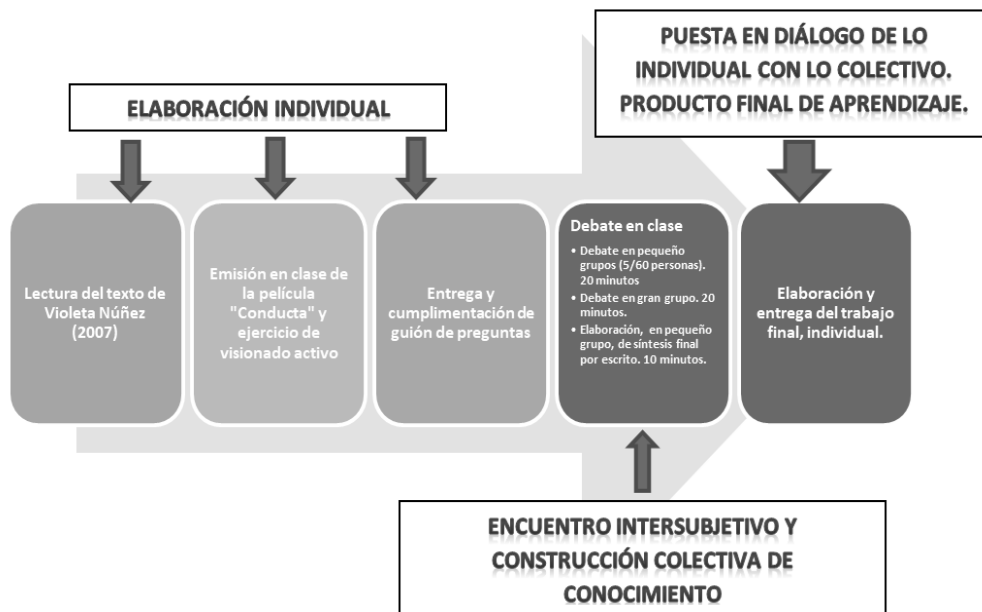 PUESTA EN DIÁLOGO DE LO
INDIVIDUAL CON LO COLECTIVO.
PRODUCTO FINAL DE APRENDIZAJE.
ELABORACIÓN INDIVIDUAL
Lectura del texto de
Violeta Núñez
(2007)
Emisión en clase de
la película
"Conducta" y
ejercicio de
visionado activo
Entrega y
cumplimentación de
guión de preguntas
Debate en clase
• Debate en pequeño
grupos (5/60 personas).
20 minutos
• Debate en gran grupo. 20
minutos.
• Elaboración, en pequeño
grupo, de síntesis final
por escrito. 10 minutos.
Elaboración y
entrega del trabajo
final, individual.
ENCUENTRO INTERSUBJETIVO Y
CONSTRUCCIÓN COLECTIVA DE
CONOCIMIENTO